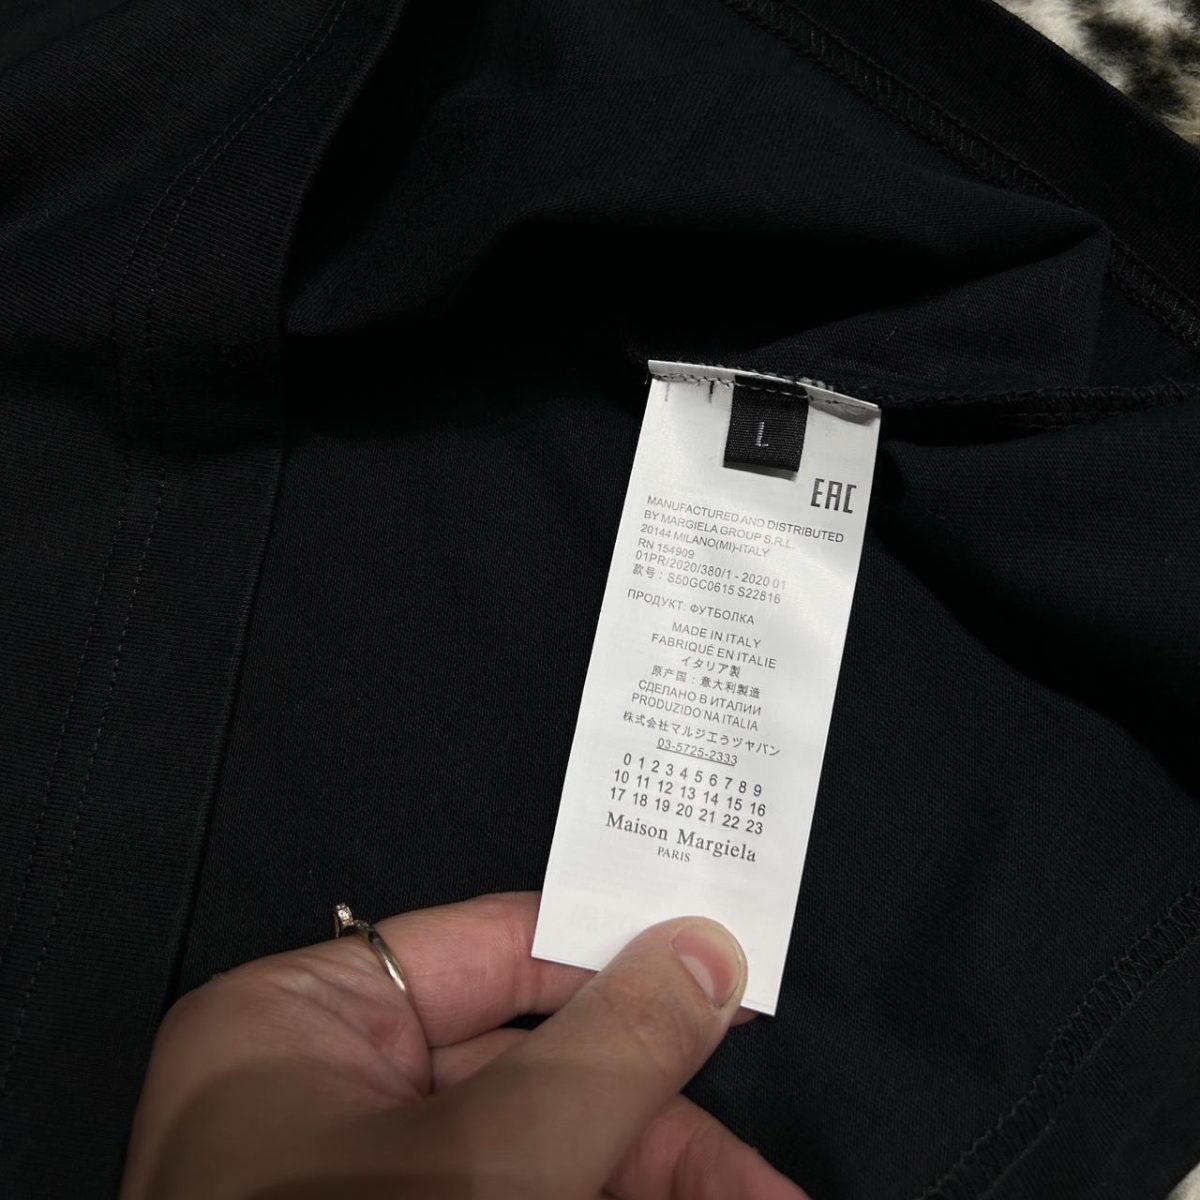 L
EAC
MANUFACTURED AND DISTRIBUTED
BY MARGIELA GROUP S.R.L.
20144 MILANO(MI)-ITALY
RN 154909
01PR/2020/380/1 - 2020 01
款号：S50GC0615 S22816
ПРОДУКТ: ФУТБОЛКА
MADE IN ITALY
FABRIQUÉ EN ITALIE
イタリア製
原产国：意大利製造
СДЕЛАНО В ИТАЛИИ
PRODUZIDO NA ITALIA
株式会社マルジエうヅヤバン
03-5725-2333
0 1 2 3 4 5 6 7 8 9
10 11 12 13 14 15 16
17 18 19 20 21 22 23
Maison Margiela
PARIS